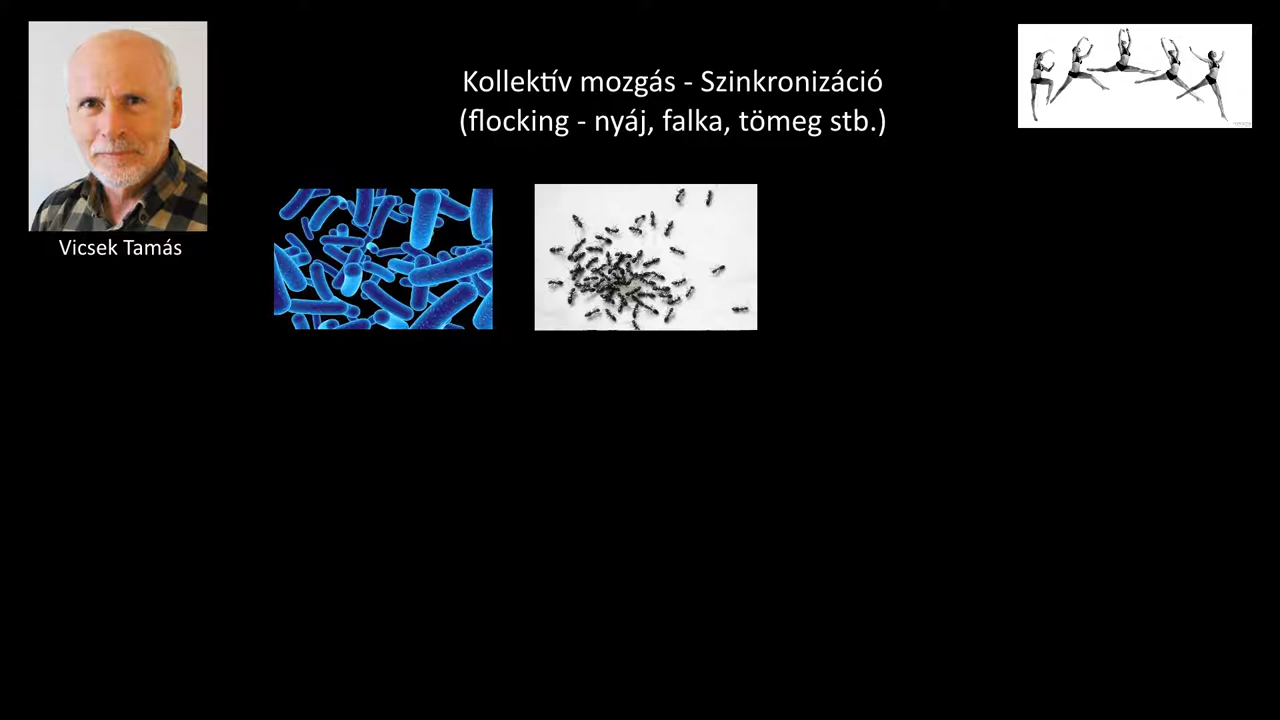 Kollektív mozgás - Szinkronizáció
(flocking - nyáj, falka, tömeg stb.)
Vicsek Tamás